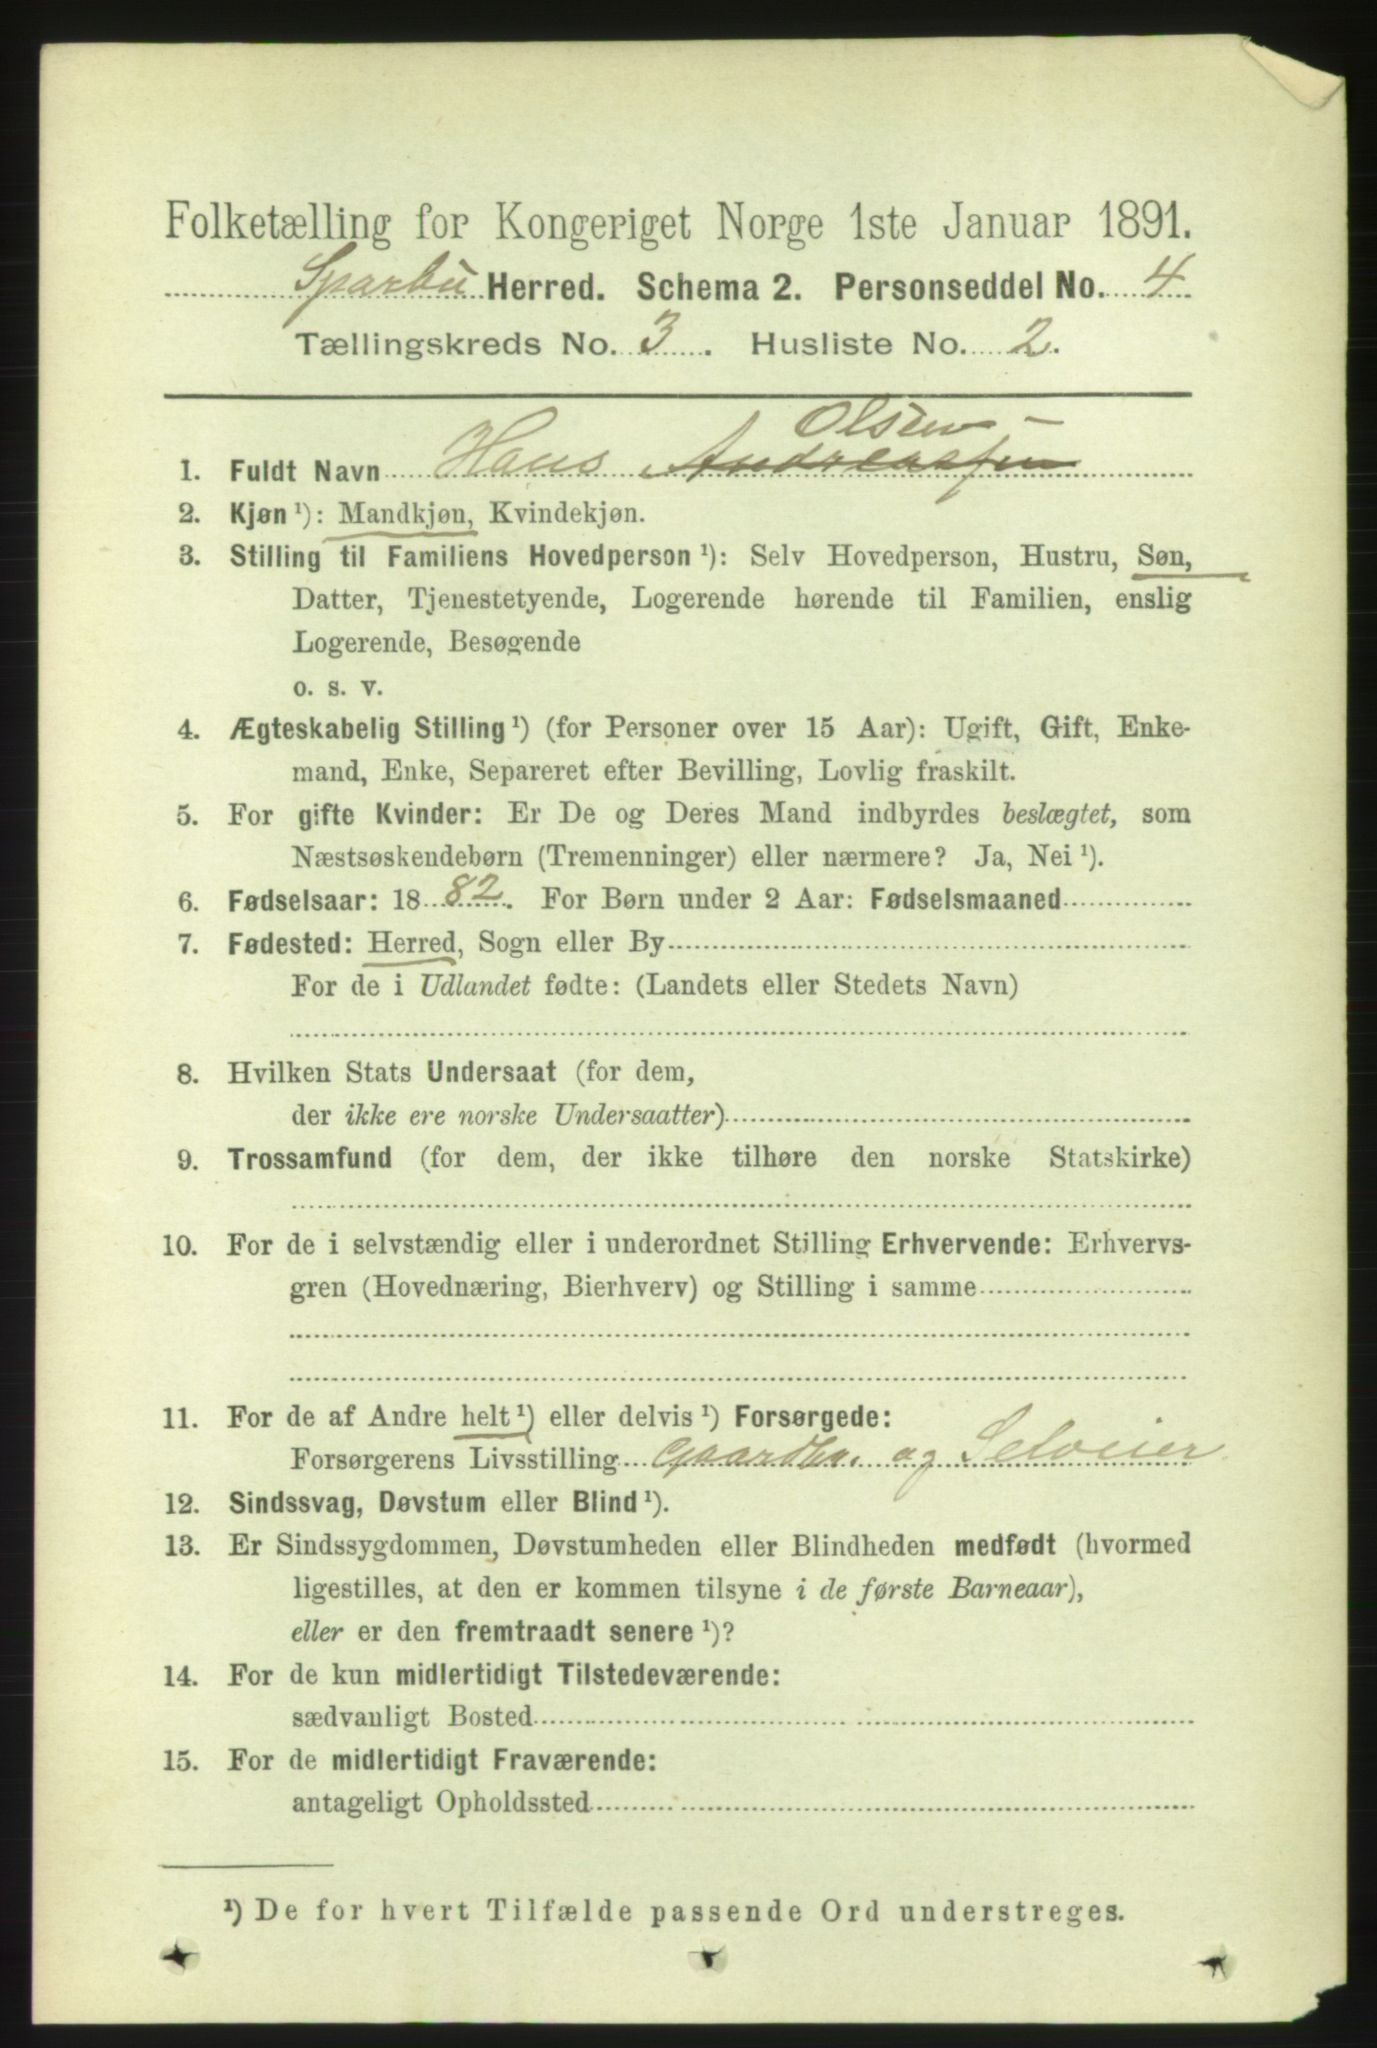 Folketælling for Kongeriget Norge 1ste Januar 1891.
Sparbu Herred. Schema 2. Personseddel No. 4
Tællingskreds No. 3. Husliste No. 2.
Olsen
1. Fuldt Navn Hans Andreassen
2. Kjøn ¹): Mandkjøn, Kvindekjøn.
3. Stilling til Familiens Hovedperson ¹): Selv Hovedperson, Hustru, Søn,
Datter, Tjenestetyende, Logerende hørende til Familien, enslig
Logerende, Besøgende
o. s. v.
4. Ægteskabelig Stilling ¹) (for Personer over 15 Aar): Ugift, Gift, Enke-
mand, Enke, Separeret efter Bevilling, Lovlig fraskilt.
5. For gifte Kvinder: Er De og Deres Mand indbyrdes beslægtet, som
Næstsøskendebørn (Tremenninger) eller nærmere? Ja, Nei ¹).
6. Fødselsaar: 1882. For Børn under 2 Aar: Fødselsmaaned
7. Fødested: Herred, Sogn eller By
For de i Udlandet fødte: (Landets eller Stedets Navn)
8. Hvilken Stats Undersaat (for dem,
der ikke ere norske Undersaatter)
9. Trossamfund (for dem, der ikke tilhøre den norske Statskirke)
10. For de i selvstændig eller i underordnet Stilling Erhvervende: Erhvervs-
gren (Hovednæring, Bierhverv) og Stilling i samme
11. For de af Andre helt ¹) eller delvis ¹) Forsørgede:
Forsørgerens Livsstilling Gaardbr. og Selveier
12. Sindssvag, Døvstum eller Blind ¹).
13. Er Sindssygdommen, Døvstumheden eller Blindheden medfødt (hvormed
ligestilles, at den er kommen tilsyne i de første Barneaar),
eller er den fremtraadt senere ¹)?
14. For de kun midlertidigt Tilstedeværende:
sædvanligt Bosted
15. For de midlertidigt Fraværende:
antageligt Opholdssted
¹) De for hvert Tilfælde passende Ord understreges.